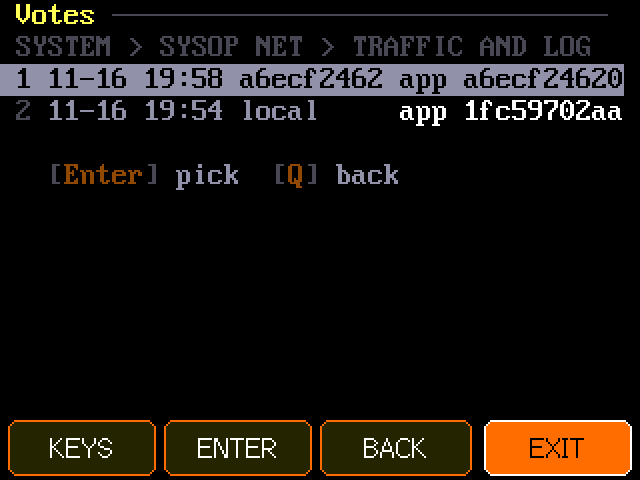 Votes
SYSTEM > SYSOP NET > TRAFFIC AND LOG
1 11-16 19:58 a6ecf2462 app a6ecf24620
2 11-16 19:54 local app 1fc59702aa
[Enter] pick [Q] back
KEYS ENTER BACK EXIT